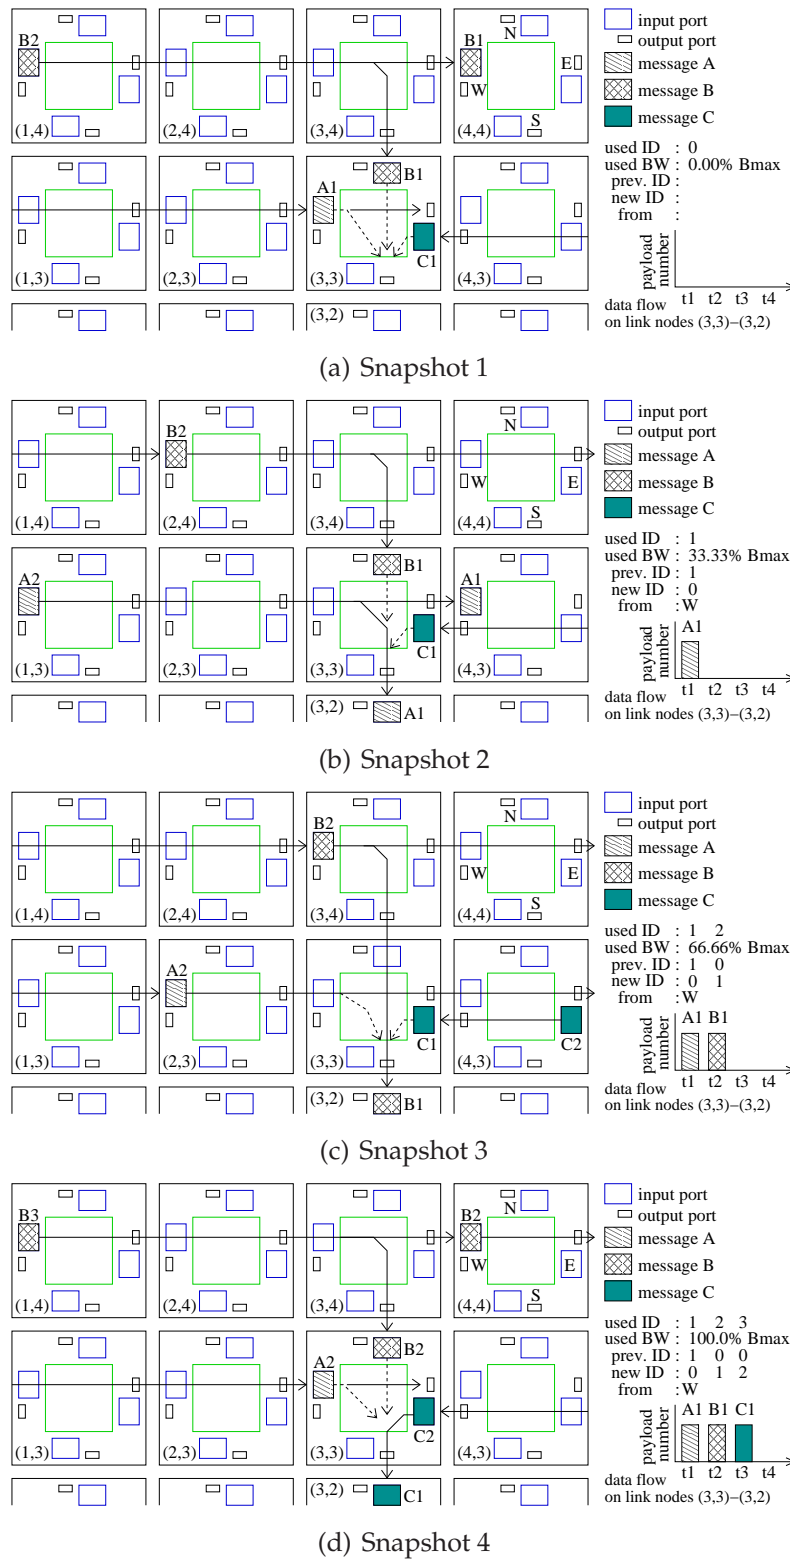 B2 B1 N input port
output port
E message A
W message B
S message C
(1,4) (2,4) (3,4) (4,4)
used ID : 0
used BW : 0.00% Bmax
prev. ID :
new ID :
from :
A1 B1
C1
(1,3) (2,3) (3,3) (4,3)
(3,2)
payload number
t1 t2 t3 t4
data flow
on link nodes (3,3)−(3,2)
(a) Snapshot 1
B2 N input port
output port
message A
W E message B
S message C
(1,4) (2,4) (3,4) (4,4)
used ID : 1
used BW : 33.33% Bmax
prev. ID : 1
new ID : 0
from : W
A2 B1 A1
C1
(1,3) (2,3) (3,3) (4,3)
(3,2) A1
payload number
A1
t1 t2 t3 t4
data flow
on link nodes (3,3)−(3,2)
(b) Snapshot 2
B2 N input port
output port
message A
W E message B
S message C
(1,4) (2,4) (3,4) (4,4)
used ID : 1 2
used BW : 66.66% Bmax
prev. ID : 1 0
new ID : 0 1
from :W
A2
C1 C2
(1,3) (2,3) (3,3) (4,3)
(3,2) B1
payload number
A1 B1
t1 t2 t3 t4
data flow
on link nodes (3,3)−(3,2)
(c) Snapshot 3
B3 B2 N input port
output port
message A
W E message B
S message C
(1,4) (2,4) (3,4) (4,4)
used ID : 1 2 3
used BW : 100.0% Bmax
prev. ID : 1 0 0
new ID : 0 1 2
from :W
A2 B2
C2
(1,3) (2,3) (3,3) (4,3)
(3,2) C1
payload number
A1 B1 C1
t1 t2 t3 t4
data flow
on link nodes (3,3)−(3,2)
(d) Snapshot 4